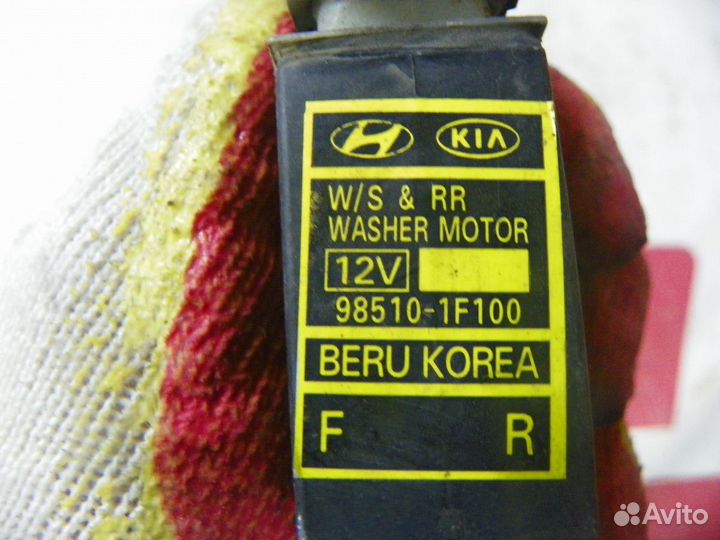 KIA
W/S & RR
WASHER MOTOR
12V
98510-1F100
BERU KOREA
F R
Avito